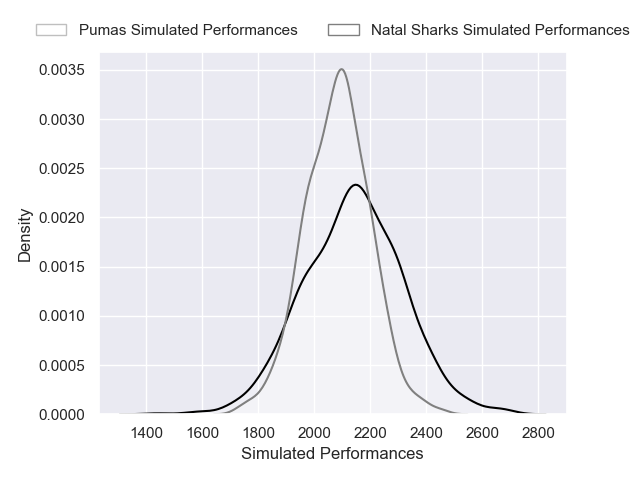 Pumas Simulated Performances
Natal Sharks Simulated Performances
0.0035
0.0030
0.0025
0.0020
0.0015
0.0010
0.0005
0.0000
Density
1400 1600 1800 2000 2200 2400 2600 2800
Simulated Performances